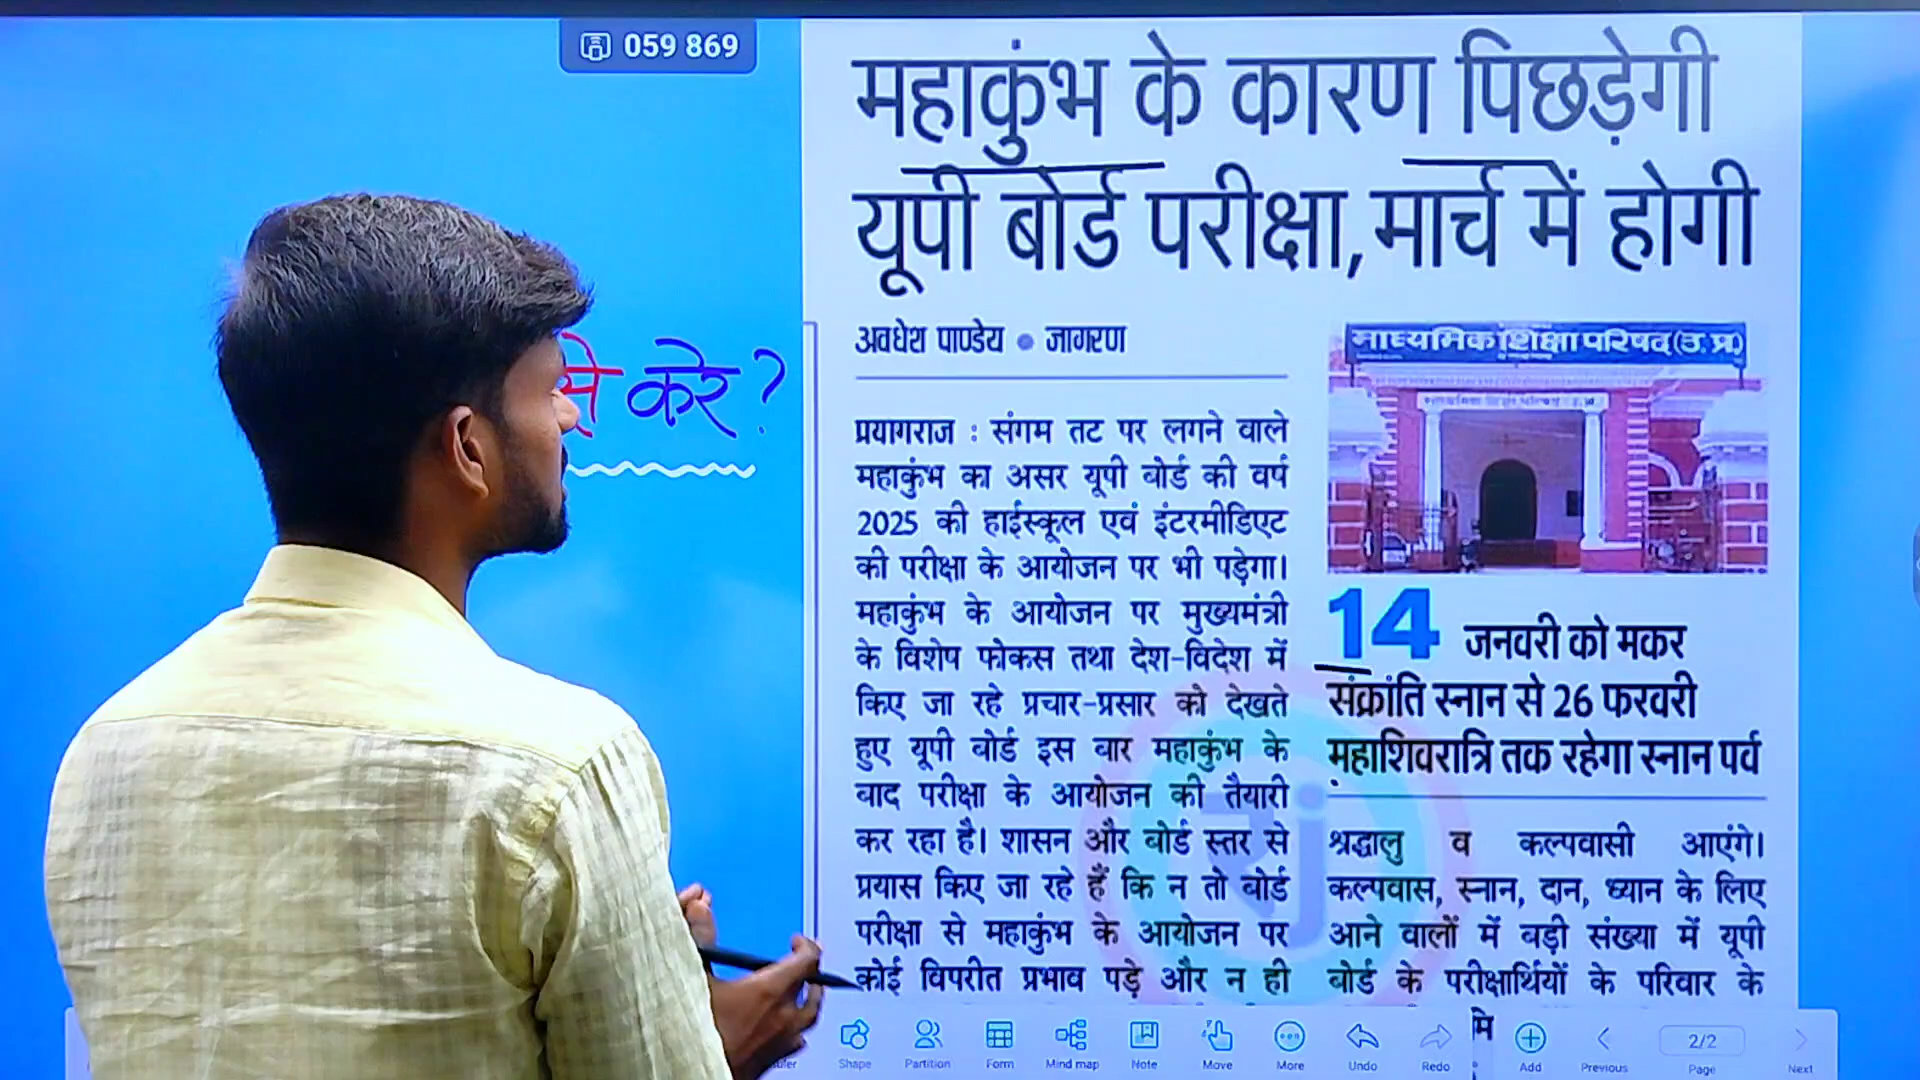 059 869
महाकुंभ के कारण पिछड़ेगी
यूपी बोर्ड परीक्षा, मार्च में होगी
करे ?
अवधेश पाण्डेय • जागरण
प्रयागराज : संगम तट पर लगने वाले
महाकुंभ का असर यूपी बोर्ड की वर्ष
2025 की हाईस्कूल एवं इंटरमीडिएट
की परीक्षा के आयोजन पर भी पड़ेगा।
महाकुंभ के आयोजन पर मुख्यमंत्री
के विशेष फोकस तथा देश-विदेश में
किए जा रहे प्रचार-प्रसार को देखते
हुए यूपी बोर्ड इस बार महाकुंभ के
बाद परीक्षा के आयोजन की तैयारी
कर रहा है। शासन और बोर्ड स्तर से
प्रयास किए जा रहे हैं कि न तो बोर्ड
परीक्षा से महाकुंभ के आयोजन पर
कोई विपरीत प्रभाव पड़े और न ही
माध्यमिक शिक्षा परिषद् (उ.प्र.)
14 जनवरी को मकर
संक्रांति स्नान से 26 फरवरी
महाशिवरात्रि तक रहेगा स्नान पर्व
श्रद्धालु व कल्पवासी आएंगे।
कल्पवास, स्नान, दान, ध्यान के लिए
आने वालों में बड़ी संख्या में यूपी
बोर्ड के परीक्षार्थियों के परिवार के
Shape Partition Form Mind map Note Move More Undo Redo Add Previous 2/2 Page Next